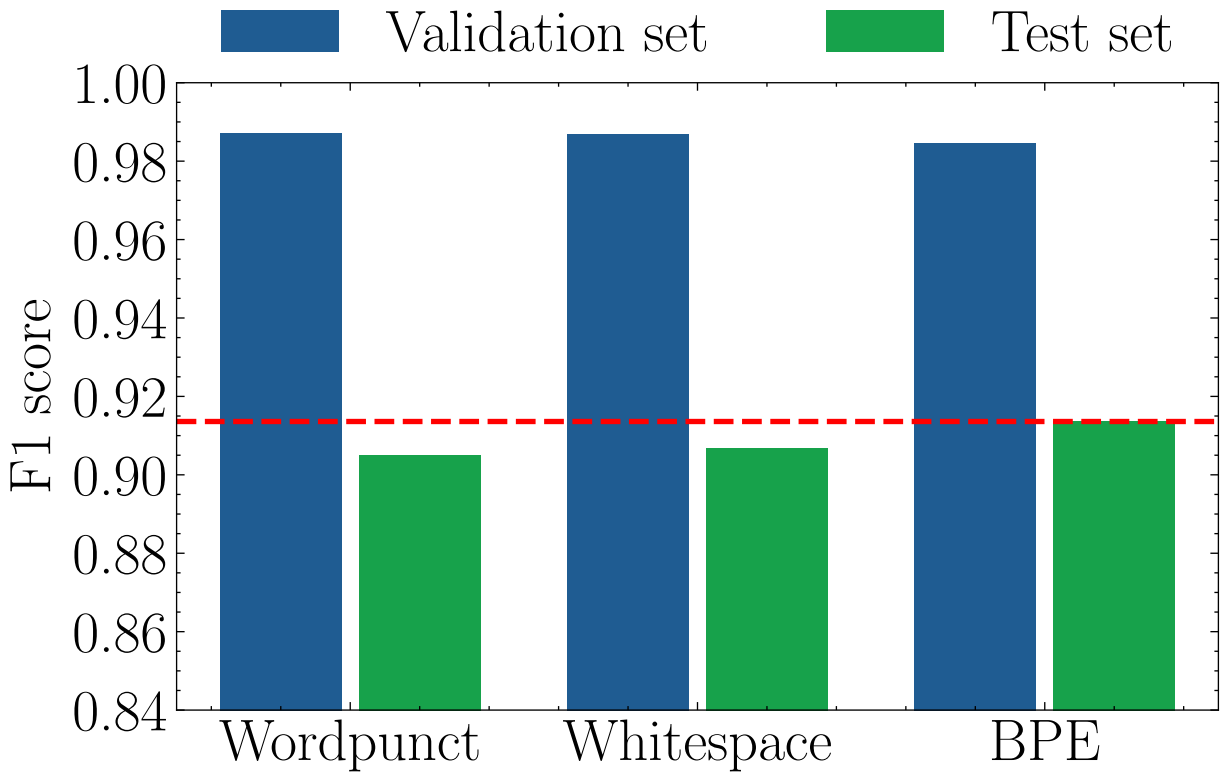 Validation set
Test set
1.00
0.98
0.96
0.94
0.92
0.90
0.88
0.86
0.84
F1 score
Wordpunct
Whitespace
BPE